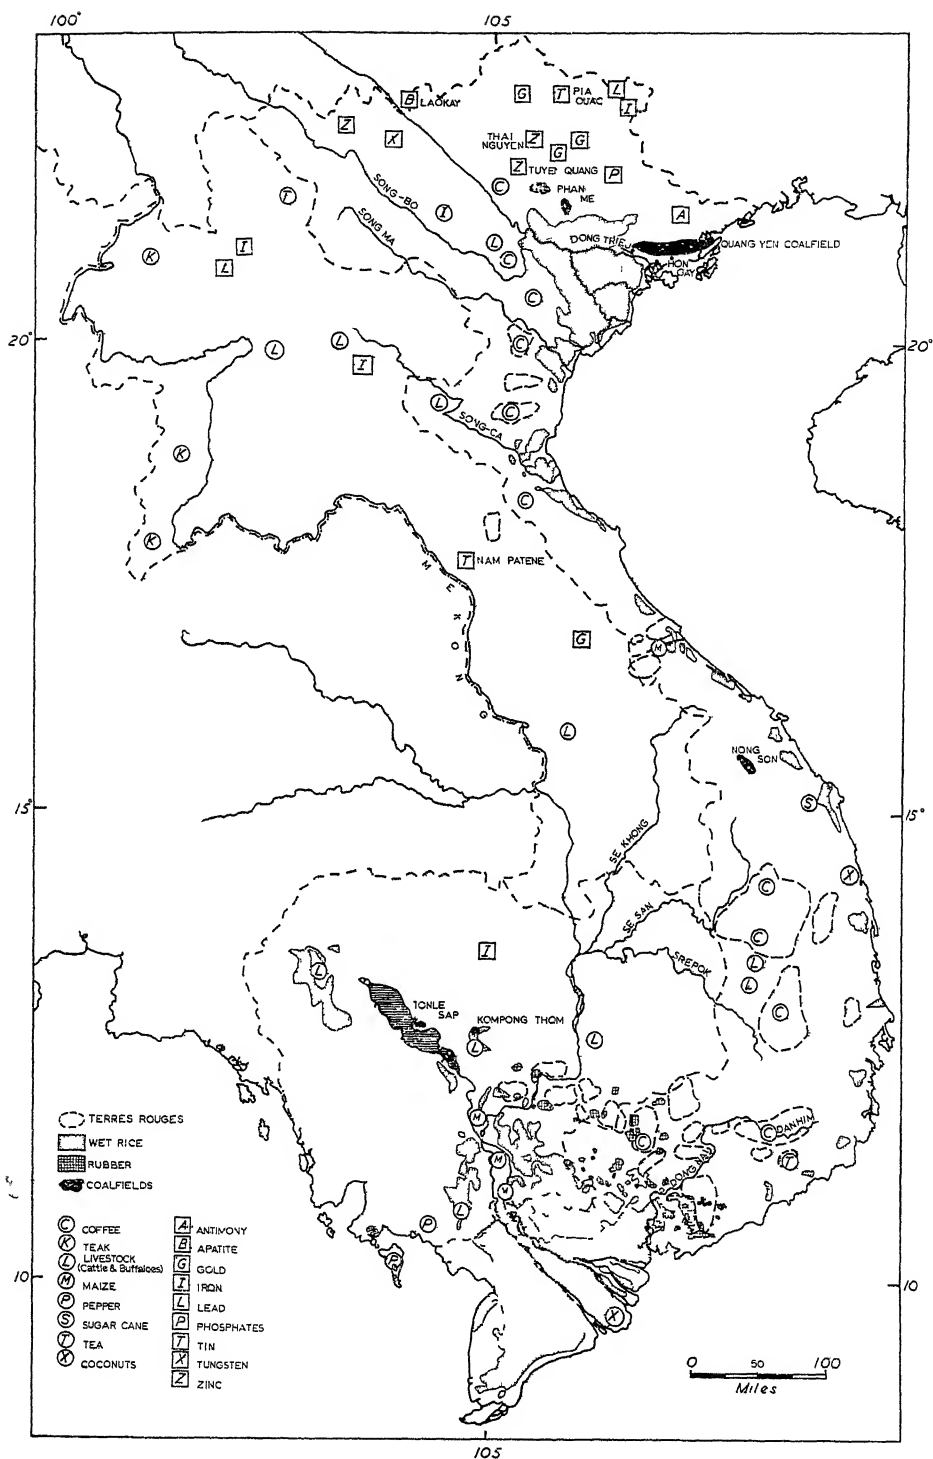 100°
105
B LAOKAY
G
T PIA
OUAC
L
I
Z
X
THAI
NGUYEN
Z
G
G
Z TUYEN QUANG
P
C
PHAN
ME
T
SONG-BO
I
A
SONG MA
L
C
DONG TRIEU
QUANG YEN COALFIELD
HON
GAY
K
I
L
C
20°
20°
L
L
I
C
L
C
SONG-CA
K
C
K
T NAM PATENE
MEKONG
G
M
L
NONG
SON
15°
15°
S
SE KHONG
X
C
SE SAN
C
I
SREPOK
L
L
L
C
TONLE
SAP
KOMPONG THOM
L
L
M
C
C DANHIM
M
T
DONG NAI
M
L
P
P
X
TERRES ROUGES
WET RICE
RUBBER
COALFIELDS
C COFFEE
K TEAK
L LIVESTOCK
(Cattle & Buffaloes)
M MAIZE
P PEPPER
S SUGAR CANE
T TEA
X COCONUTS
A ANTIMONY
B APATITE
G GOLD
I IRON
L LEAD
P PHOSPHATES
T TIN
X TUNGSTEN
Z ZINC
10
10
0 50 100
Miles
105